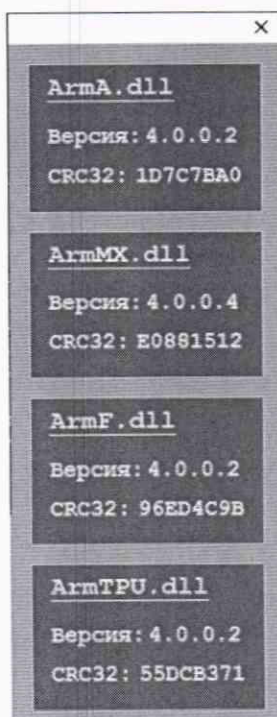 ArmA.dll
Версия: 4.0.0.2
CRC32: 1D7C7BA0
ArmMX.dll
Версия: 4.0.0.4
CRC32: E0881512
ArmF.dll
Версия: 4.0.0.2
CRC32: 96ED4C9B
ArmTPU.dll
Версия: 4.0.0.2
CRC32: 55DCB371